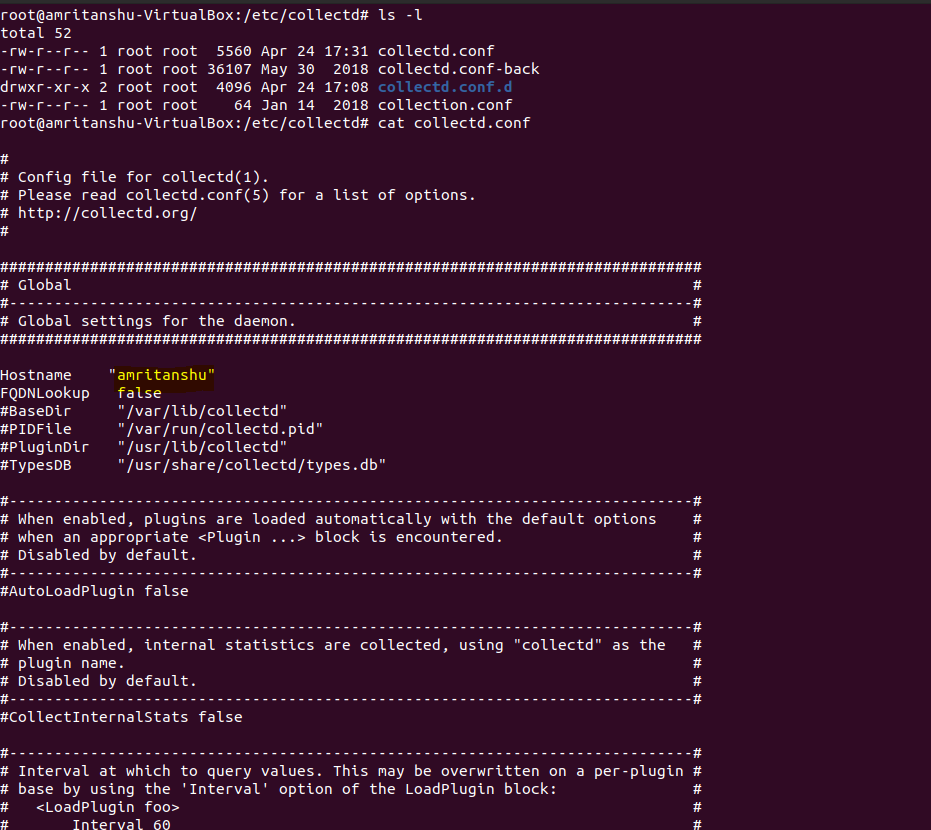 root@amritanshu-VirtualBox:/etc/collectd# ls -l
total 52
-rw-r--r-- 1 root root  5560 Apr 24 17:31 collectd.conf
-rw-r--r-- 1 root root 36107 May 30  2018 collectd.conf-back
drwxr-xr-x 2 root root  4096 Apr 24 17:08 collectd.conf.d
-rw-r--r-- 1 root root    64 Jan 14  2018 collection.conf
root@amritanshu-VirtualBox:/etc/collectd# cat collectd.conf

#
# Config file for collectd(1).
# Please read collectd.conf(5) for a list of options.
# http://collectd.org/
#

##############################################################################
# Global                                                                     #
#----------------------------------------------------------------------------#
# Global settings for the daemon.                                            #
##############################################################################

Hostname    "amritanshu"
FQDNLookup   false
#BaseDir     "/var/lib/collectd"
#PIDFile     "/var/run/collectd.pid"
#PluginDir   "/usr/lib/collectd"
#TypesDB     "/usr/share/collectd/types.db"

#----------------------------------------------------------------------------#
# When enabled, plugins are loaded automatically with the default options    #
# when an appropriate <Plugin ...> block is encountered.                     #
# Disabled by default.                                                       #
#----------------------------------------------------------------------------#
#AutoLoadPlugin false

#----------------------------------------------------------------------------#
# When enabled, internal statistics are collected, using "collectd" as the   #
# plugin name.                                                               #
# Disabled by default.                                                       #
#----------------------------------------------------------------------------#
#CollectInternalStats false

#----------------------------------------------------------------------------#
# Interval at which to query values. This may be overwritten on a per-plugin #
# base by using the 'Interval' option of the LoadPlugin block:               #
#   <LoadPlugin foo>                                                         #
#       Interval 60                                                          #